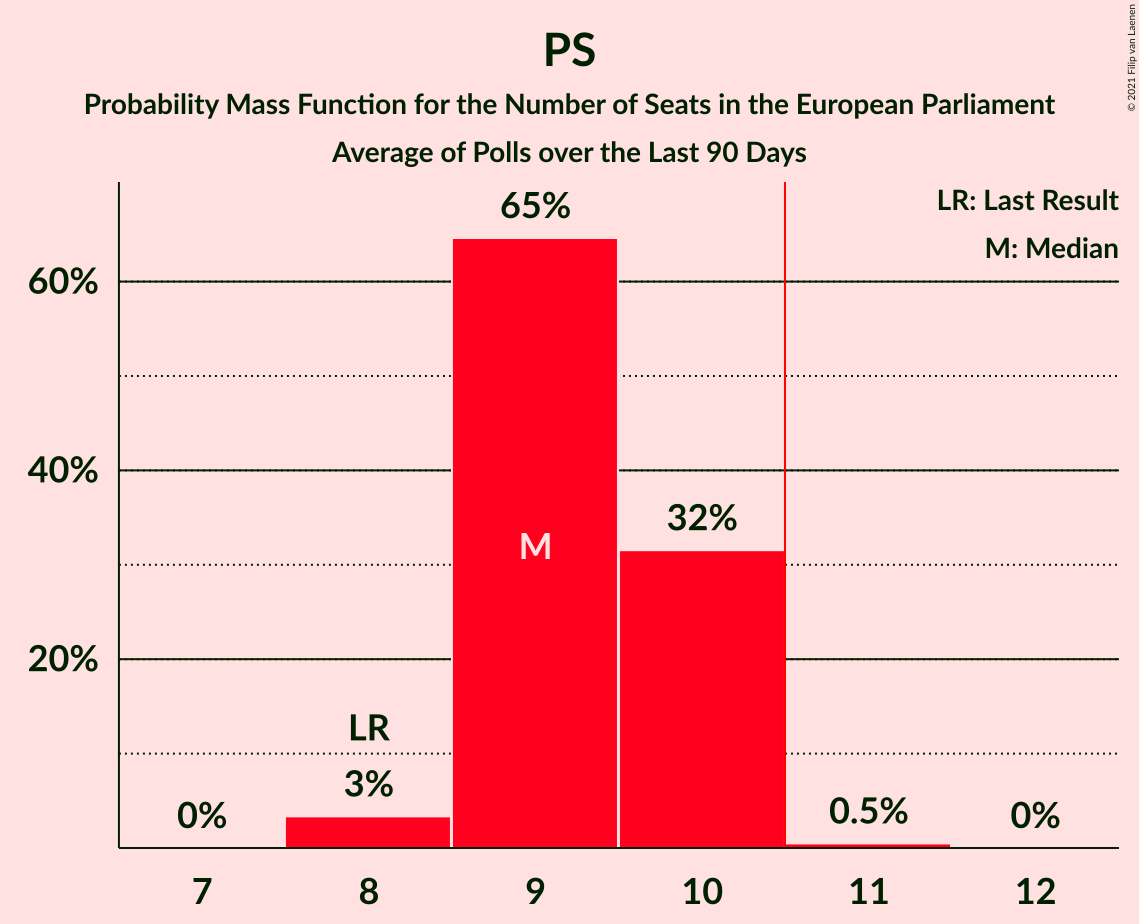 PS
Probability Mass Function for the Number of Seats in the European Parliament
Average of Polls over the Last 90 Days
© 2021 Filip van Laenen
LR: Last Result
M: Median
60%
40%
20%
0%
LR
3%
65%
M
32%
0.5%
0%
7
8
9
10
11
12